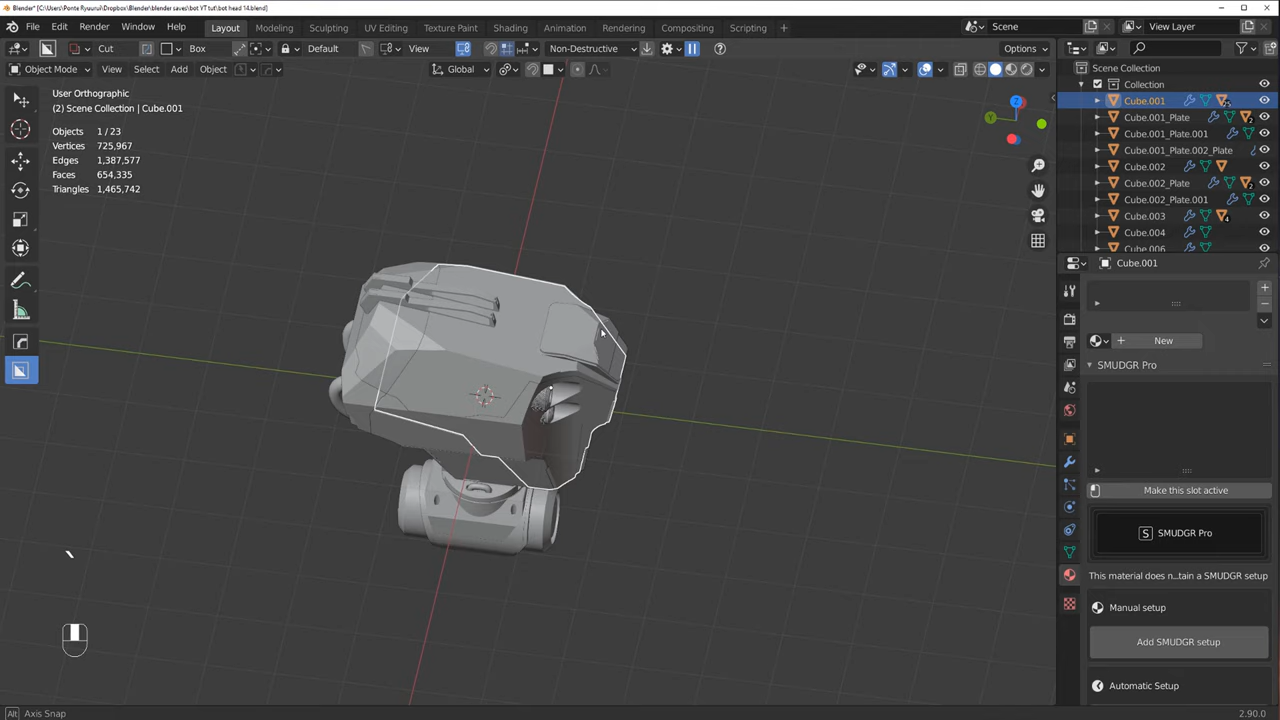 Blender* [C:\Users\Ponte Ryuurui\Dropbox\blender saves\bot YT tut\bot head 14.blend]
File Edit Render Window Help Layout Modeling Sculpting UV Editing Texture Paint Shading Animation Rendering Compositing Scripting + Scene View Layer
Cut Box Default View Non-Destructive Options
Object Mode View Select Add Object Global
User Orthographic
(2) Scene Collection | Cube.001
Objects 1 / 23
Vertices 725,967
Edges 1,387,577
Faces 654,335
Triangles 1,465,742
Z
Y
Scene Collection
Collection
Cube.001
Cube.001_Plate 2
Cube.001_Plate.001
Cube.001_Plate.002_Plate
Cube.002
Cube.002_Plate 2
Cube.002_Plate.001
Cube.003 4
Cube.004
Cube.006
Cube.001
+ New
SMUDGR Pro
Make this slot active
S SMUDGR Pro
This material does n...tain a SMUDGR setup
Manual setup
Add SMUDGR setup
Automatic Setup
`
Alt Axis Snap 2.90.0